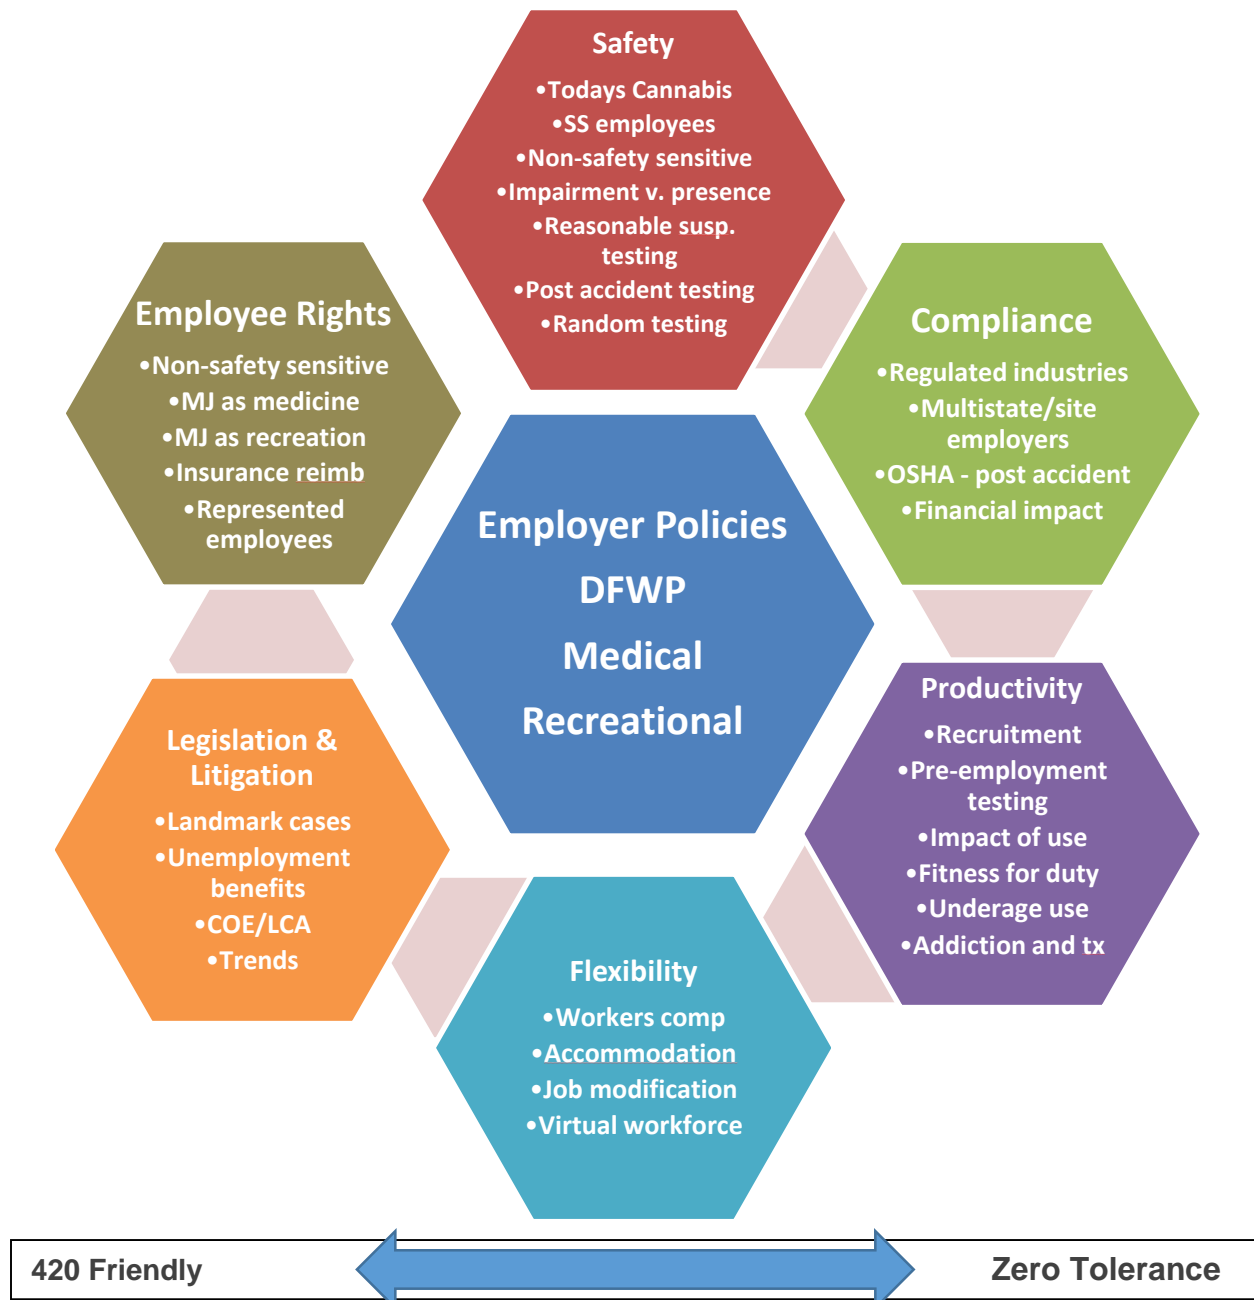 Safety
•Todays Cannabis
•SS employees
•Non-safety sensitive
•Impairment v. presence
•Reasonable susp.
testing
•Post accident testing
•Random testing
Employee Rights
•Non-safety sensitive
•MJ as medicine
•MJ as recreation
•Insurance reimb
•Represented
employees
Compliance
•Regulated industries
•Multistate/site
employers
•OSHA - post accident
•Financial impact
Employer Policies
DFWP
Medical
Recreational
Legislation &
Litigation
•Landmark cases
•Unemployment
benefits
•COE/LCA
•Trends
Productivity
•Recruitment
•Pre-employment
testing
•Impact of use
•Fitness for duty
•Underage use
•Addiction and tx
Flexibility
•Workers comp
•Accommodation
•Job modification
•Virtual workforce
420 Friendly
Zero Tolerance